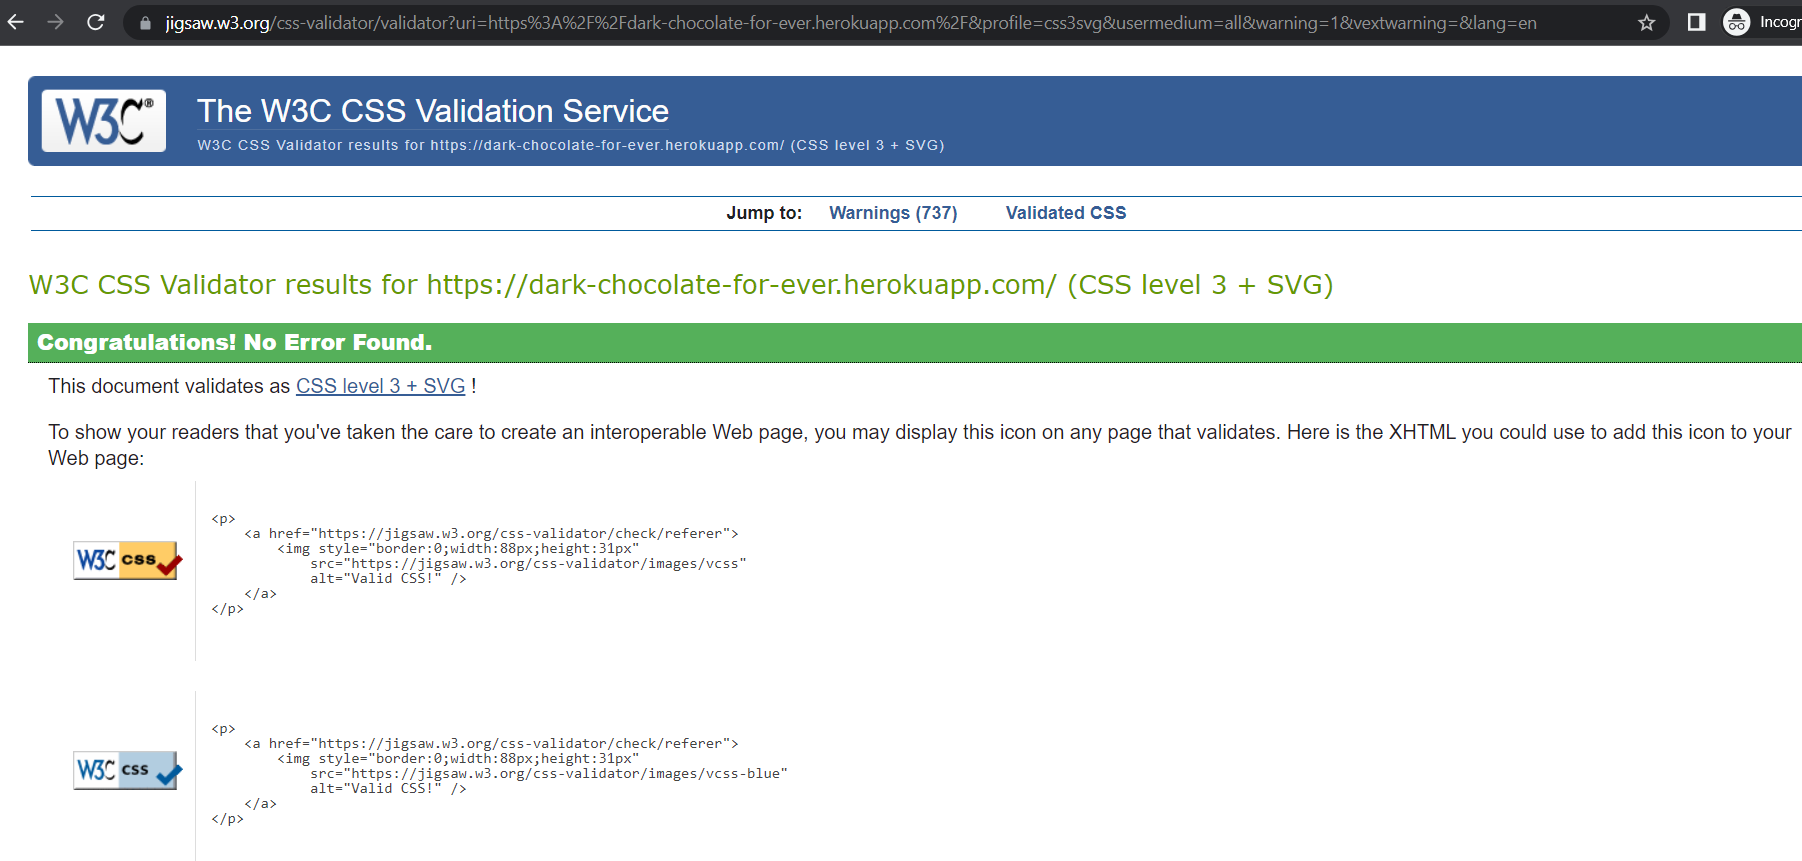 jigsaw.w3.org/css-validator/validator?uri=https%3A%2F%2Fdark-chocolate-for-ever.herokuapp.com%2F&profile=css3svg&usermedium=all&warning=1&vextwarning=&lang=en
Incogn
W3C®
The W3C CSS Validation Service
W3C CSS Validator results for https://dark-chocolate-for-ever.herokuapp.com/ (CSS level 3 + SVG)
Jump to: Warnings (737) Validated CSS
W3C CSS Validator results for https://dark-chocolate-for-ever.herokuapp.com/ (CSS level 3 + SVG)
Congratulations! No Error Found.
This document validates as CSS level 3 + SVG !
To show your readers that you've taken the care to create an interoperable Web page, you may display this icon on any page that validates. Here is the XHTML you could use to add this icon to your
Web page:
W3C css
<p>
<a href="https://jigsaw.w3.org/css-validator/check/referer">
<img style="border:0;width:88px;height:31px"
src="https://jigsaw.w3.org/css-validator/images/vcss"
alt="Valid CSS!" />
</a>
</p>
W3C css
<p>
<a href="https://jigsaw.w3.org/css-validator/check/referer">
<img style="border:0;width:88px;height:31px"
src="https://jigsaw.w3.org/css-validator/images/vcss-blue"
alt="Valid CSS!" />
</a>
</p>